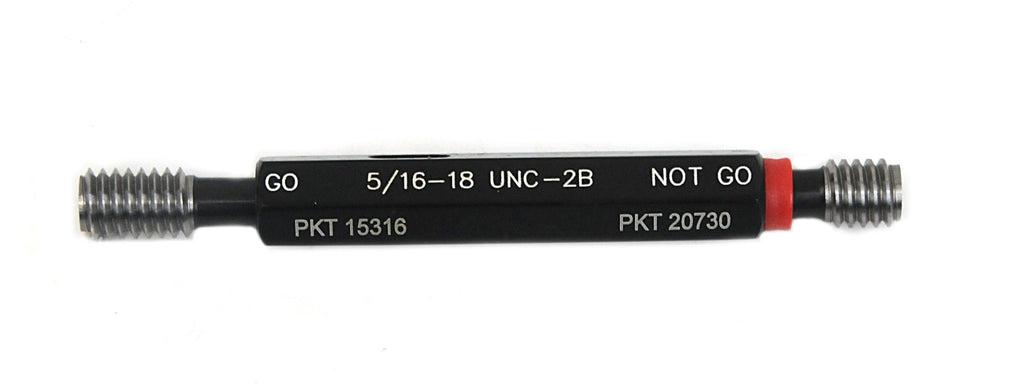 GO 5/16-18 UNC-2B NOT GO
PKT 15316 PKT 20730